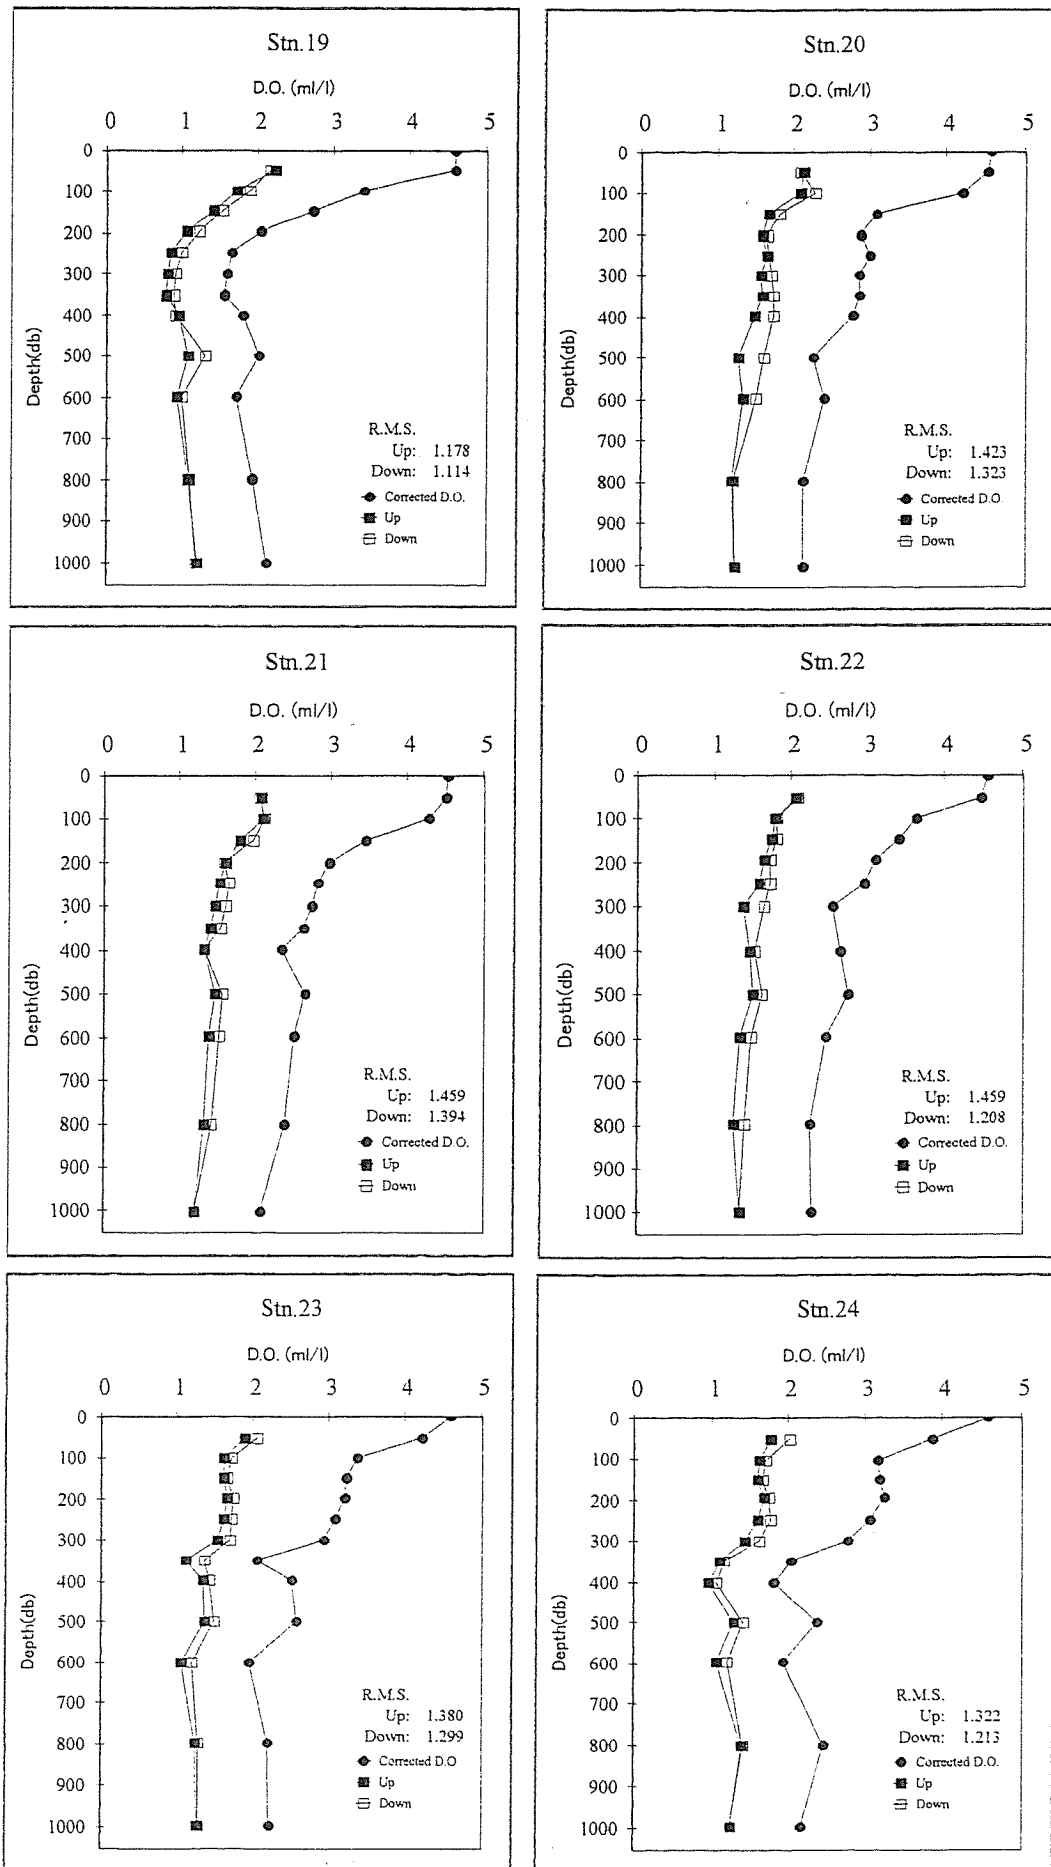 Stn.19
D.O. (ml/l)
0 1 2 3 4 5
0
100
200
300
400
500
600
700
800
900
1000
Depth(db)
R.M.S.
Up: 1.178
Down: 1.114
Corrected D.O.
Up
Down
Stn.20
D.O. (ml/l)
0 1 2 3 4 5
0
100
200
300
400
500
600
700
800
900
1000
Depth(db)
R.M.S.
Up: 1.423
Down: 1.323
Corrected D.O.
Up
Down
Stn.21
D.O. (ml/l)
0 1 2 3 4 5
0
100
200
300
400
500
600
700
800
900
1000
Depth(db)
R.M.S.
Up: 1.459
Down: 1.394
Corrected D.O.
Up
Down
Stn.22
D.O. (ml/l)
0 1 2 3 4 5
0
100
200
300
400
500
600
700
800
900
1000
Depth(db)
R.M.S.
Up: 1.459
Down: 1.208
Corrected D.O.
Up
Down
Stn.23
D.O. (ml/l)
0 1 2 3 4 5
0
100
200
300
400
500
600
700
800
900
1000
Depth(db)
R.M.S.
Up: 1.380
Down: 1.299
Corrected D.O
Up
Down
Stn.24
D.O. (ml/l)
0 1 2 3 4 5
0
100
200
300
400
500
600
700
800
900
1000
Depth(db)
R.M.S.
Up: 1.322
Down: 1.213
Corrected D.O.
Up
Down